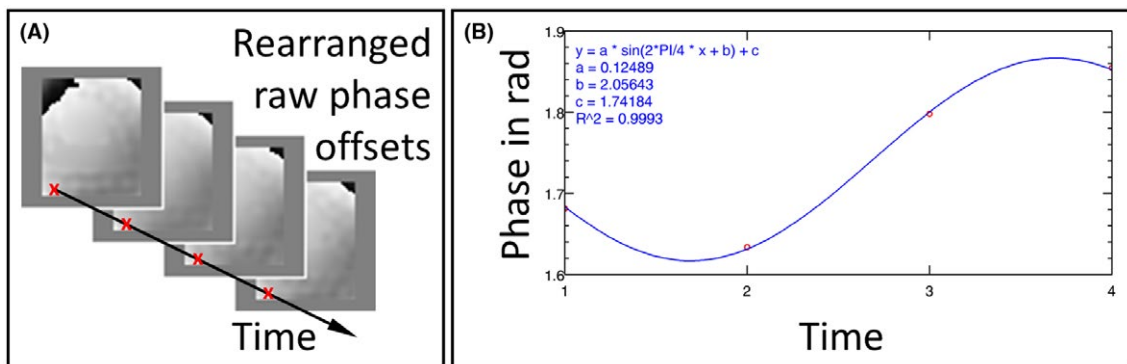 (A)
Rearranged
raw phase
offsets
x
x
x
x
Time
(B)
Phase in rad
1.9
1.8
1.7
1.6
y = a * sin(2*PI/4 * x + b) + c
a = 0.12489
b = 2.05643
c = 1.74184
R^2 = 0.9993
1 2 3 4
Time